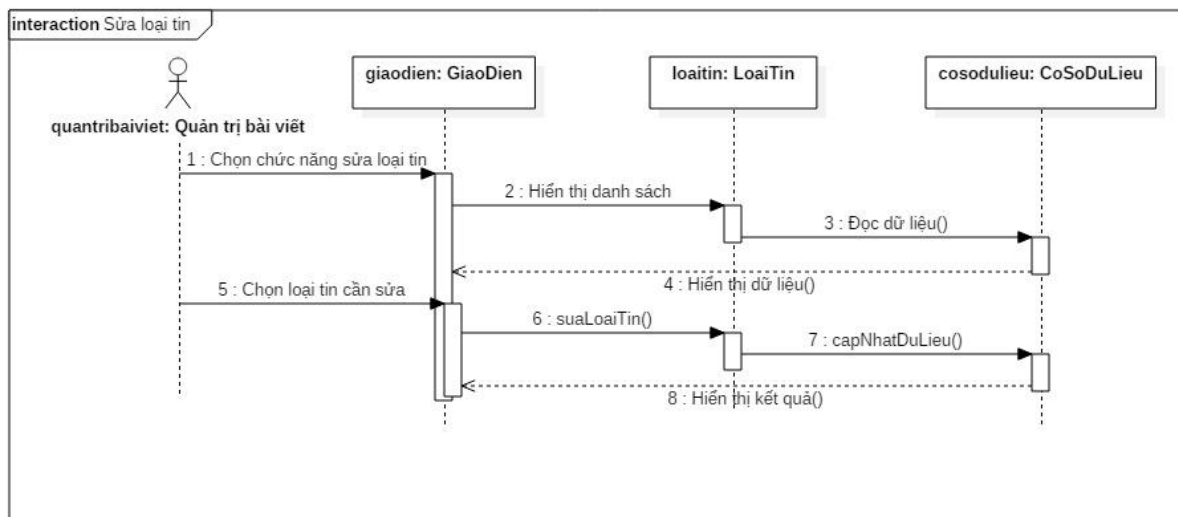 interaction Sửa loại tin
giaodien: GiaoDien
loaitin: LoaiTin
cosodulieu: CoSoDuLieu
quantribaiviet: Quản trị bài viết
1 : Chọn chức năng sửa loại tin
2 : Hiển thị danh sách
3 : Đọc dữ liệu()
4 : Hiển thị dữ liệu()
5 : Chọn loại tin cần sửa
6 : suaLoaiTin()
7 : capNhatDuLieu()
8 : Hiển thị kết quả()